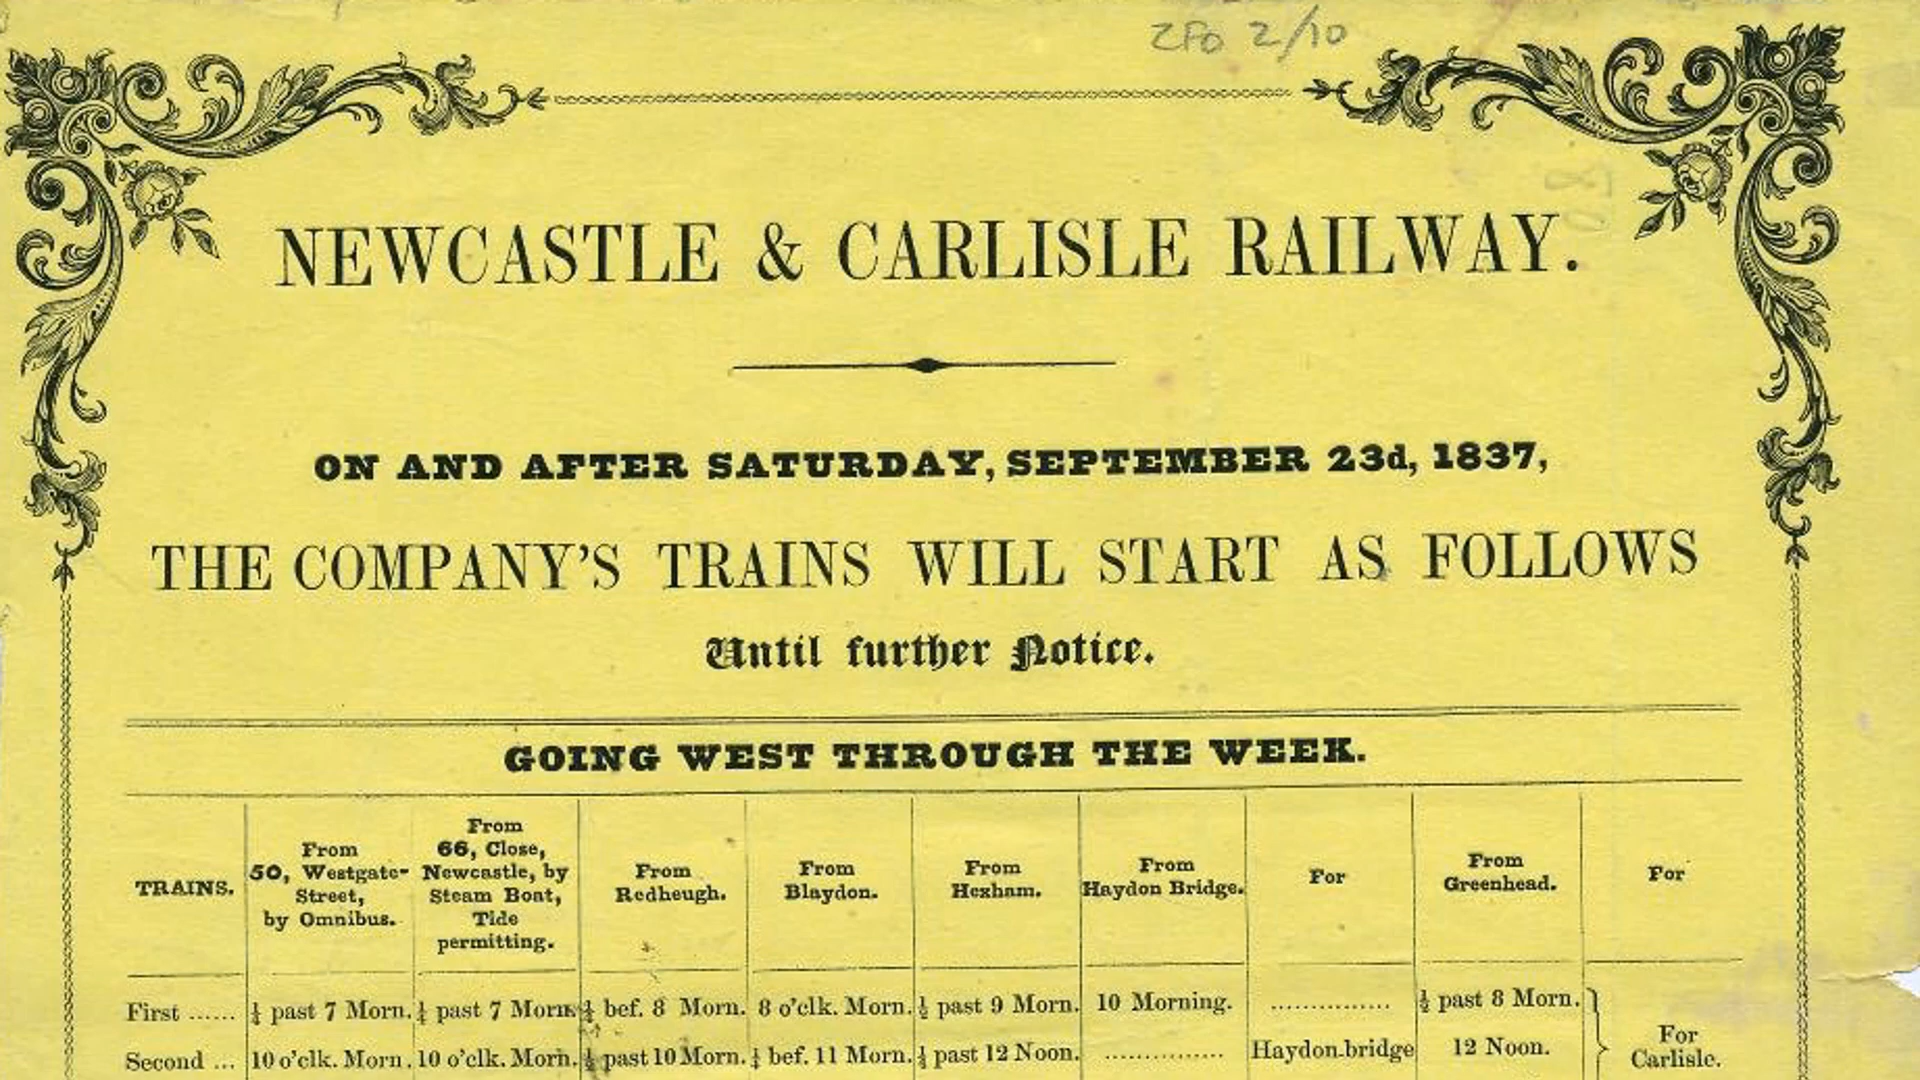 ZFO 2/10
NEWCASTLE & CARLISLE RAILWAY.
ON AND AFTER SATURDAY, SEPTEMBER 23d, 1837,
THE COMPANY'S TRAINS WILL START AS FOLLOWS
Until further Notice.
GOING WEST THROUGH THE WEEK.
TRAINS. | From 50, Westgate-Street, by Omnibus. | From 66, Close, Newcastle, by Steam Boat, Tide permitting. | From Redheugh. | From Blaydon. | From Hexham. | From Haydon Bridge. | For | From Greenhead. | For
First ...... | ¼ past 7 Morn. | ¼ past 7 Morn. | ¼ bef. 8 Morn. | 8 o'clk. Morn. | ½ past 9 Morn. | 10 Morning. | ............... | ½ past 8 Morn. | For Carlisle.
Second ... | 10 o'clk. Morn. | 10 o'clk. Morn. | ½ past 10 Morn. | ¼ bef. 11 Morn. | ¼ past 12 Noon. | ............... | Haydon-bridge | 12 Noon.